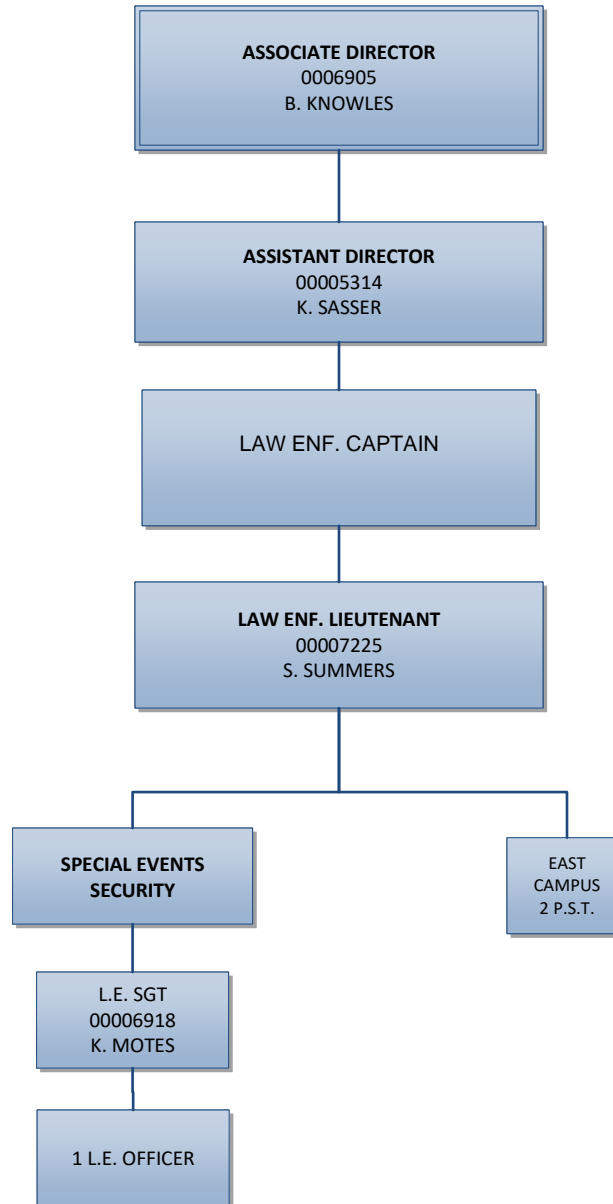 ASSOCIATE DIRECTOR
0006905
B. KNOWLES
ASSISTANT DIRECTOR
00005314
K. SASSER
LAW ENF. CAPTAIN
LAW ENF. LIEUTENANT
00007225
S. SUMMERS
SPECIAL EVENTS
SECURITY
EAST
CAMPUS
2 P.S.T.
L.E. SGT
00006918
K. MOTES
1 L.E. OFFICER